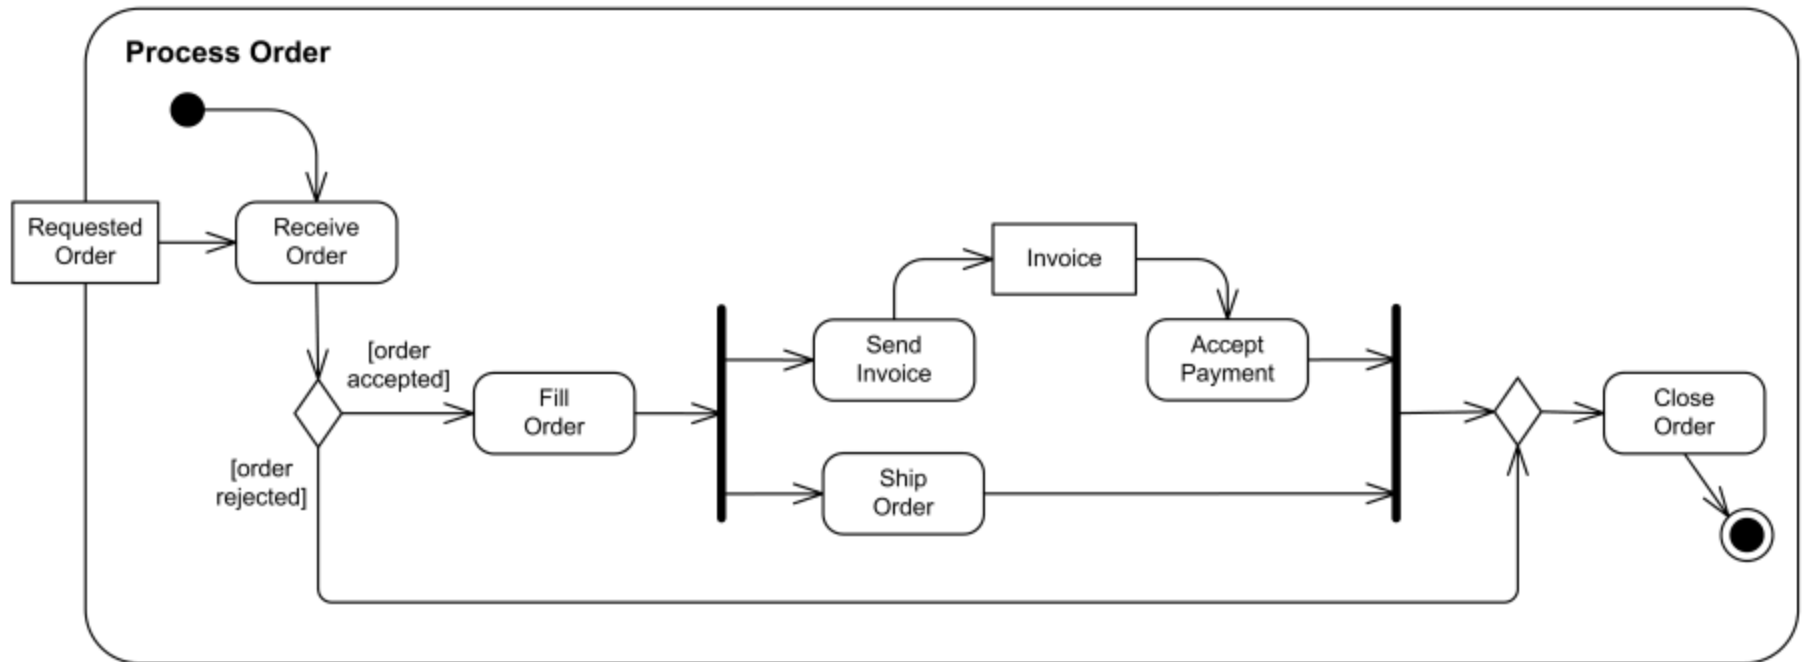 Process Order
Requested
Order
Receive
Order
[order
accepted]
[order
rejected]
Fill
Order
Send
Invoice
Invoice
Accept
Payment
Ship
Order
Close
Order